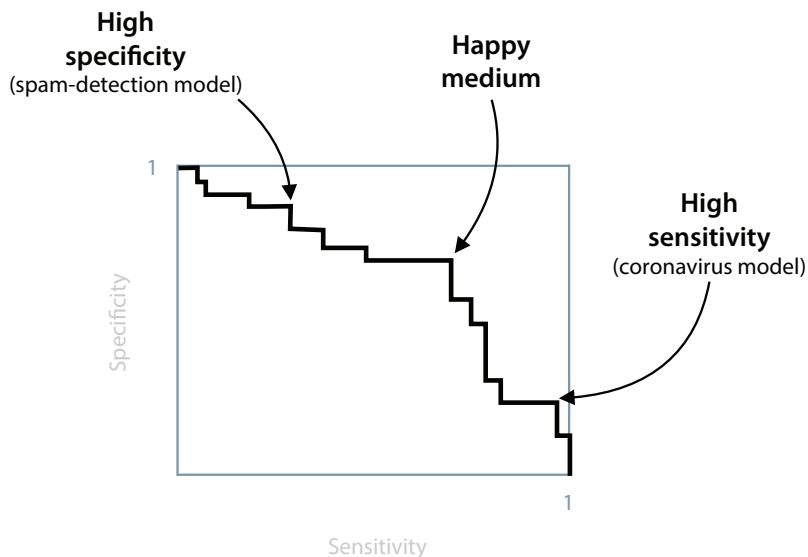 High
specificity
(spam-detection model)
Happy
medium
High
sensitivity
(coronavirus model)
1
Specificity
1
Sensitivity